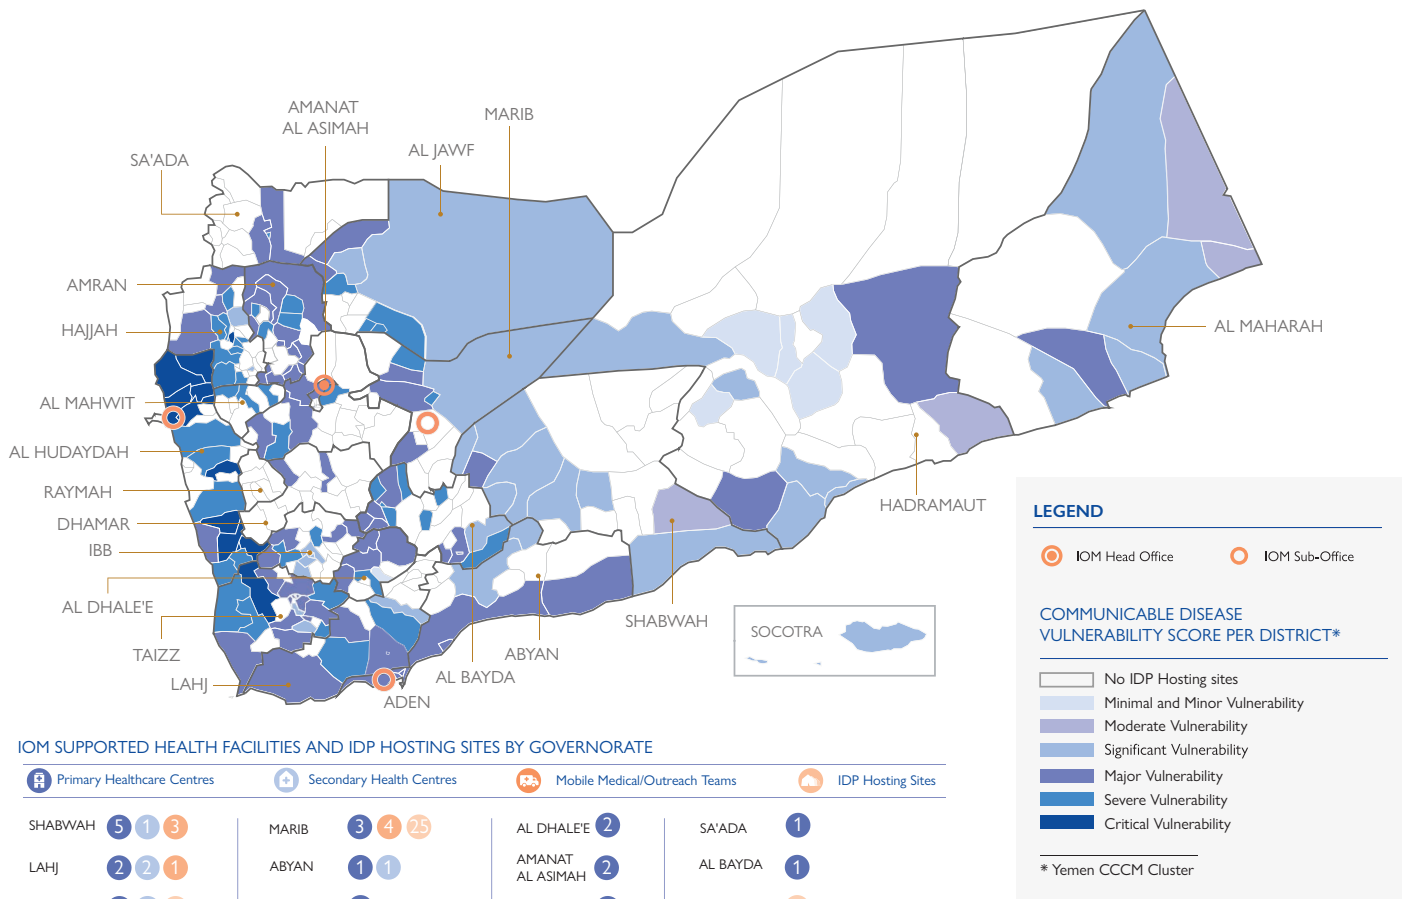 AMANAT
AL ASIMAH
MARIB
AL JAWF
SA'ADA
AMRAN
HAJJAH
AL MAHWIT
AL HUDAYDAH
RAYMAH
DHAMAR
IBB
AL DHALE'E
TAIZZ
LAHJ
ADEN
AL BAYDA
ABYAN
SHABWAH
HADRAMAUT
AL MAHARAH
SOCOTRA
LEGEND
IOM Head Office
IOM Sub-Office
COMMUNICABLE DISEASE
VULNERABILITY SCORE PER DISTRICT*
No IDP Hosting sites
Minimal and Minor Vulnerability
Moderate Vulnerability
Significant Vulnerability
Major Vulnerability
Severe Vulnerability
Critical Vulnerability
* Yemen CCCM Cluster
IOM SUPPORTED HEALTH FACILITIES AND IDP HOSTING SITES BY GOVERNORATE
Primary Healthcare Centres
Secondary Health Centres
Mobile Medical/Outreach Teams
IDP Hosting Sites
SHABWAH 5 1 3
LAHJ 2 2 1
MARIB 3 4 25
ABYAN 1 1
AL DHALE'E 2
AMANAT
AL ASIMAH 2
SA'ADA 1
AL BAYDA 1